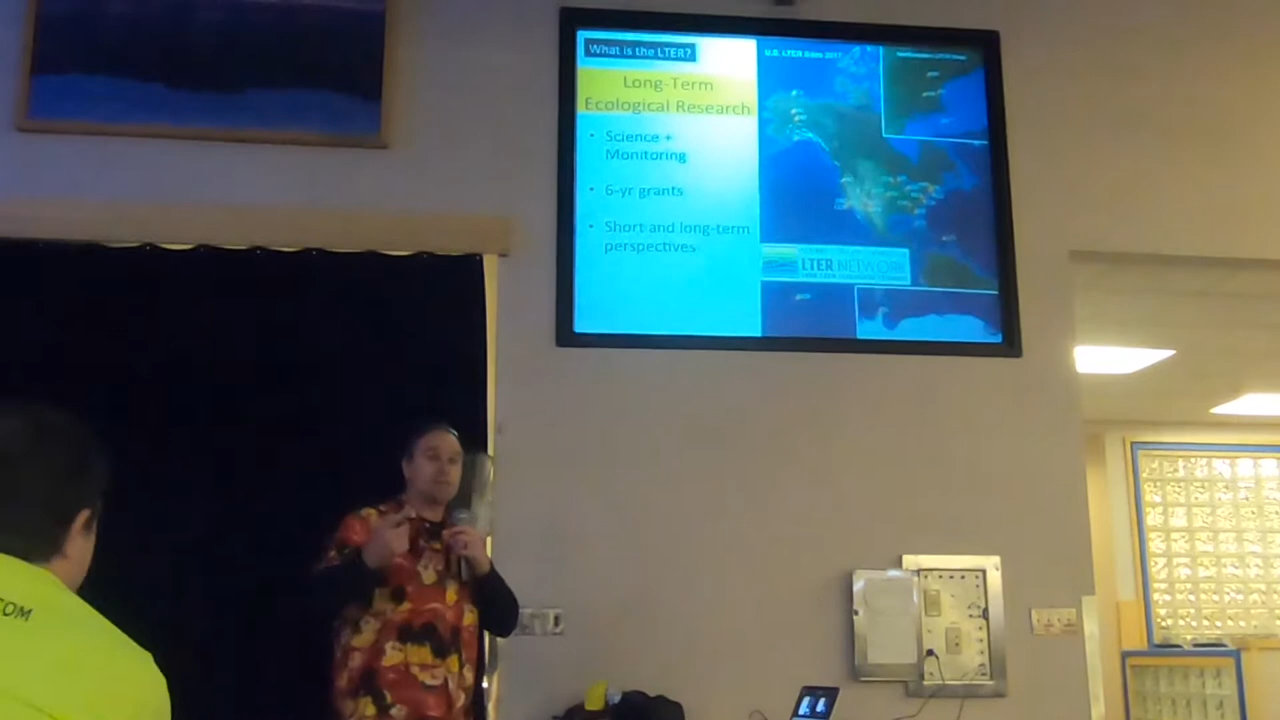 What is the LTER?
Long-Term
Ecological Research
• Science +
Monitoring
• 6-yr grants
• Short and long-term
perspectives
U.S. LTER Sites 2017
LTER NETWORK
COM